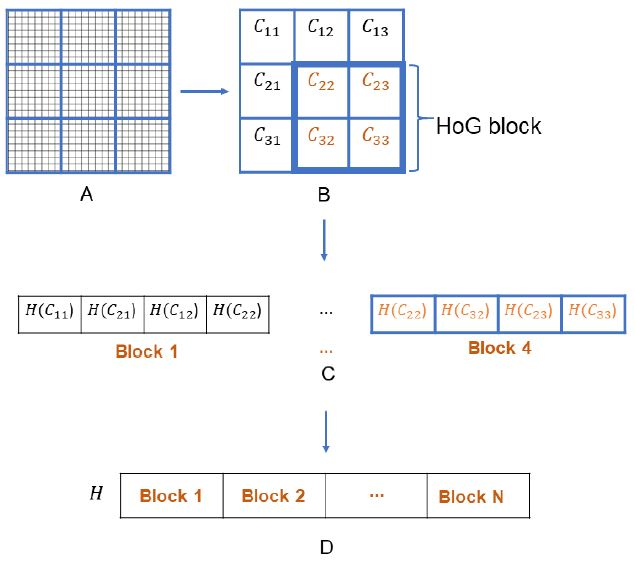 A
C₁₁ C₁₂ C₁₃
C₂₁ C₂₂ C₂₃
C₃₁ C₃₂ C₃₃
HoG block
B
H(C₁₁) H(C₂₁) H(C₁₂) H(C₂₂)
Block 1
...
...
C
H(C₂₂) H(C₃₂) H(C₂₃) H(C₃₃)
Block 4
H Block 1 Block 2 ... Block N
D